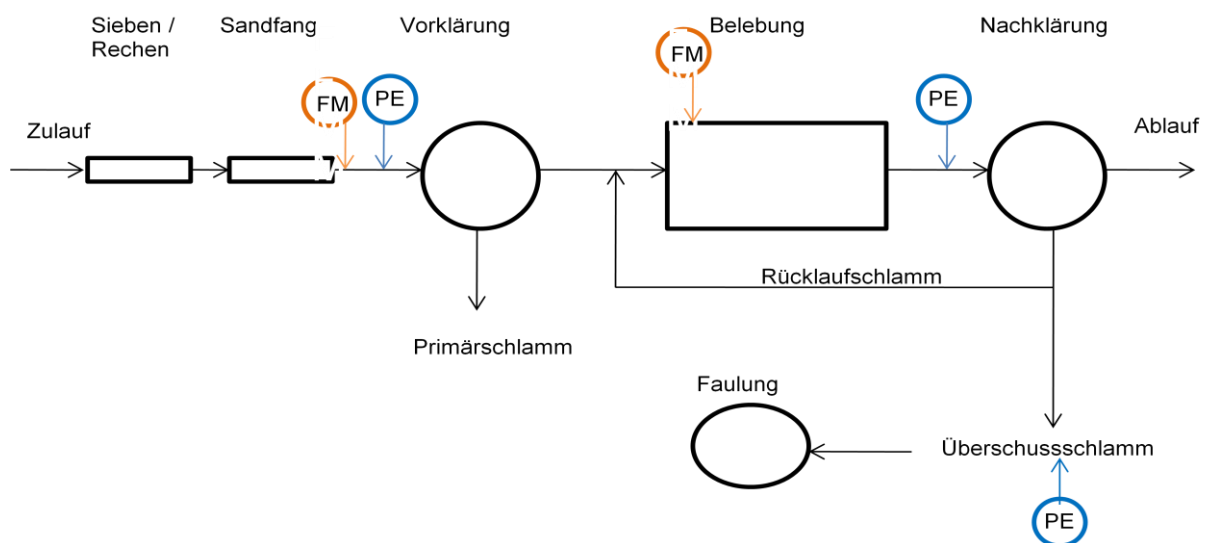 Sieben /
Rechen
Sandfang
Vorklärung
Belebung
Nachklärung
FM
PE
FM
PE
Zulauf
Ablauf
Rücklaufschlamm
Primärschlamm
Faulung
Überschussschlamm
PE